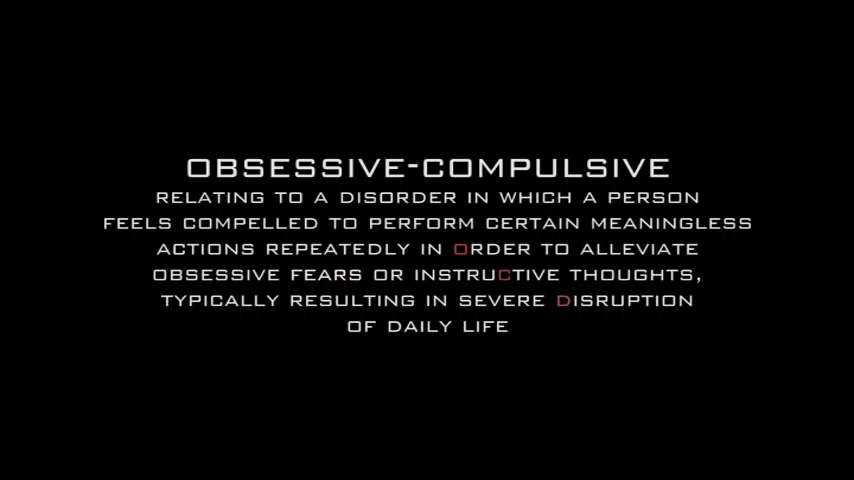 OBSESSIVE-COMPULSIVE
RELATING TO A DISORDER IN WHICH A PERSON
FEELS COMPELLED TO PERFORM CERTAIN MEANINGLESS
ACTIONS REPEATEDLY IN ORDER TO ALLEVIATE
OBSESSIVE FEARS OR INSTRUCTIVE THOUGHTS,
TYPICALLY RESULTING IN SEVERE DISRUPTION
OF DAILY LIFE